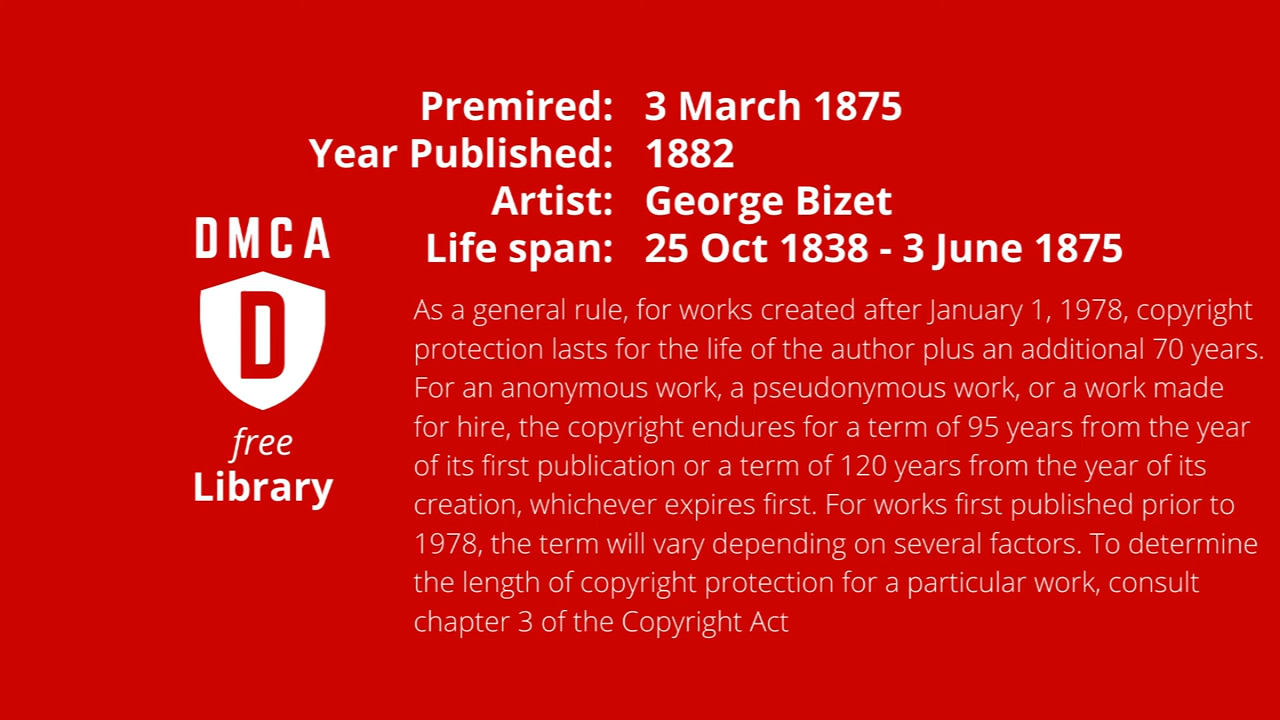 Premired: 3 March 1875
Year Published: 1882
Artist: George Bizet
Life span: 25 Oct 1838 - 3 June 1875
DMCA
D
free
Library
As a general rule, for works created after January 1, 1978, copyright
protection lasts for the life of the author plus an additional 70 years.
For an anonymous work, a pseudonymous work, or a work made
for hire, the copyright endures for a term of 95 years from the year
of its first publication or a term of 120 years from the year of its
creation, whichever expires first. For works first published prior to
1978, the term will vary depending on several factors. To determine
the length of copyright protection for a particular work, consult
chapter 3 of the Copyright Act